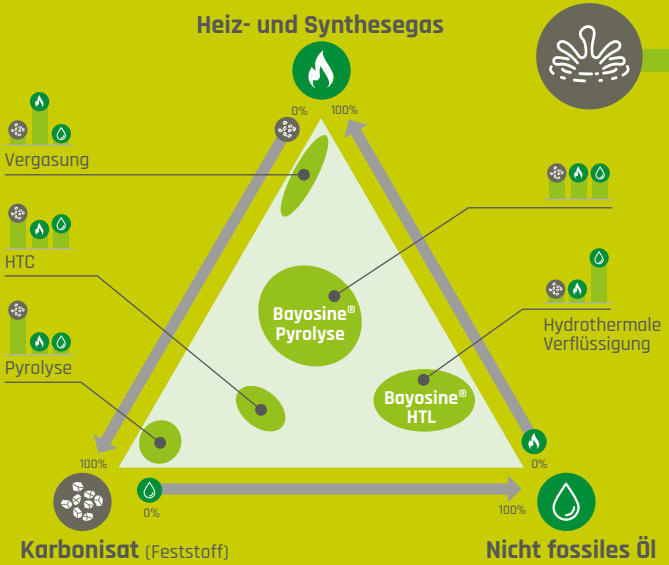 Heiz- und Synthesegas
0%
100%
Vergasung
HTC
Bayosine®
Pyrolyse
Hydrothermale
Verflüssigung
Pyrolyse
Bayosine®
HTL
100%
0%
0%
100%
Karbonisat (Feststoff)
Nicht fossiles Öl